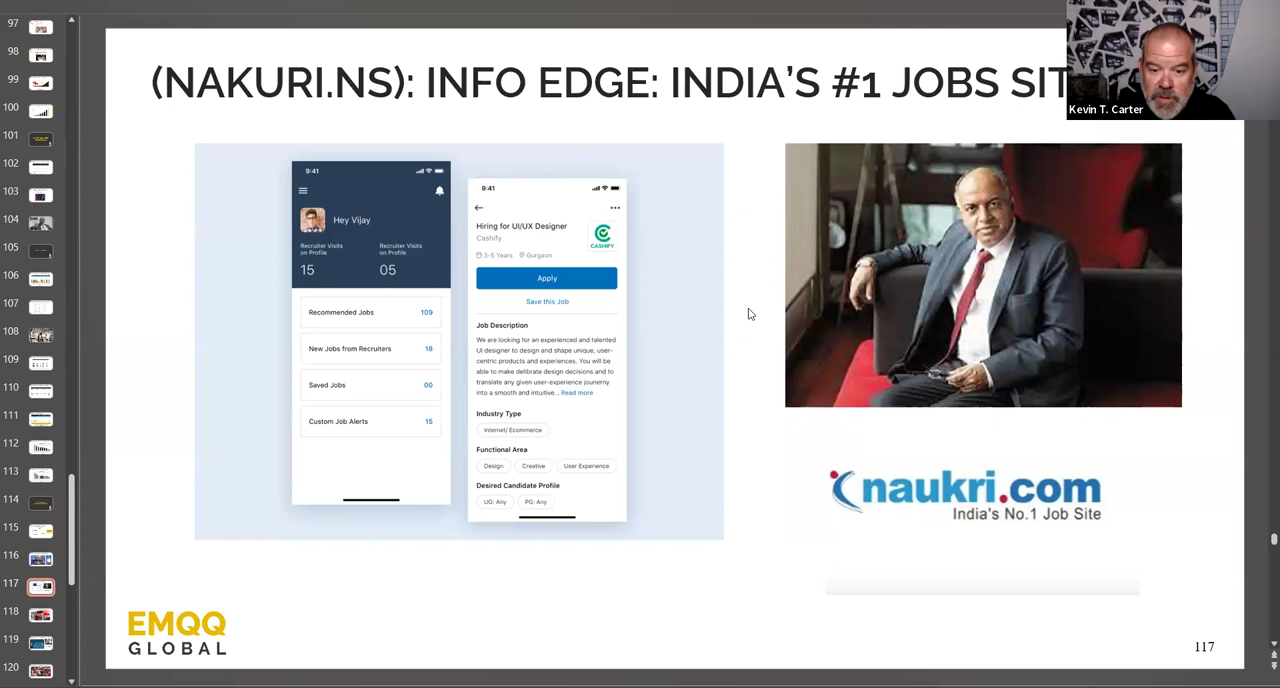 97
98
99
100
101
102
103
104
105
106
107
108
109
110
111
112
113
114
115
116
117
118
119
120
(NAKURI.NS): INFO EDGE: INDIA'S #1 JOBS SIT
Kevin T. Carter
9:41
Hey Vijay
Recruiter Visits
on Profile
15
Recruiter Visits
on Profile
05
Recommended Jobs 109
New Jobs from Recruiters 18
Saved Jobs 00
Custom Job Alerts 15
9:41
Hiring for UI/UX Designer
Cashify
CASHIFY
3-5 Years Gurgaon
Apply
Save this Job
Job Description
We are looking for an experienced and talented
UI designer to design and shape unique, user-
centric products and experiences. You will be
able to make delibrate design decisions and to
translate any given user-experience jounerny
into a smooth and intuitive... Read more
Industry Type
Internet/ Ecommerce
Functional Area
Design Creative User Experience
Desired Candidate Profile
UG: Any PG: Any
naukri.com
India's No.1 Job Site
EMQQ
GLOBAL
117